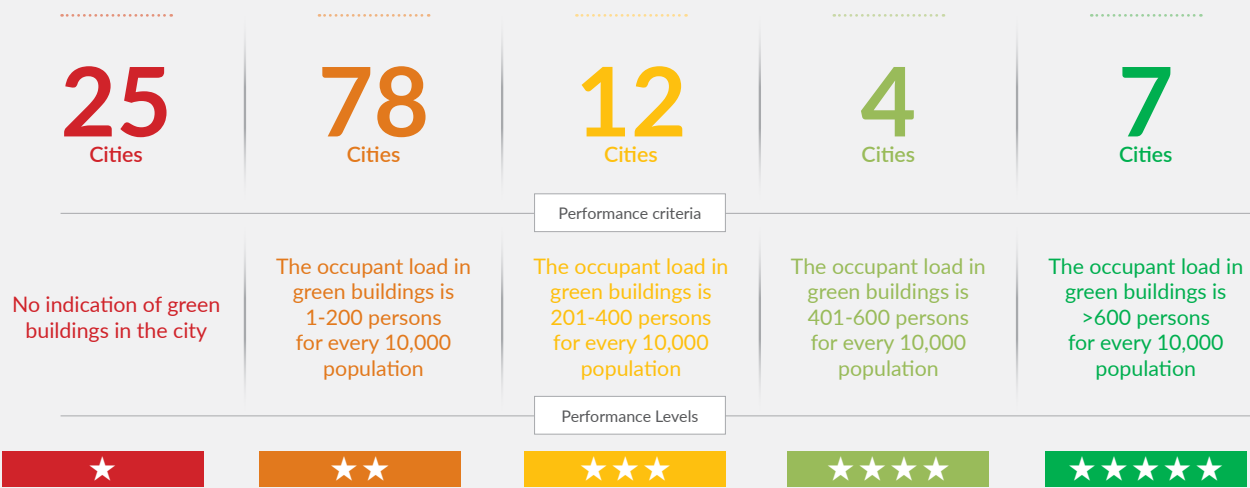 25
Cities
78
Cities
12
Cities
4
Cities
7
Cities
Performance criteria
No indication of green
buildings in the city
The occupant load in
green buildings is
1-200 persons
for every 10,000
population
The occupant load in
green buildings is
201-400 persons
for every 10,000
population
The occupant load in
green buildings is
401-600 persons
for every 10,000
population
The occupant load in
green buildings is
>600 persons
for every 10,000
population
Performance Levels